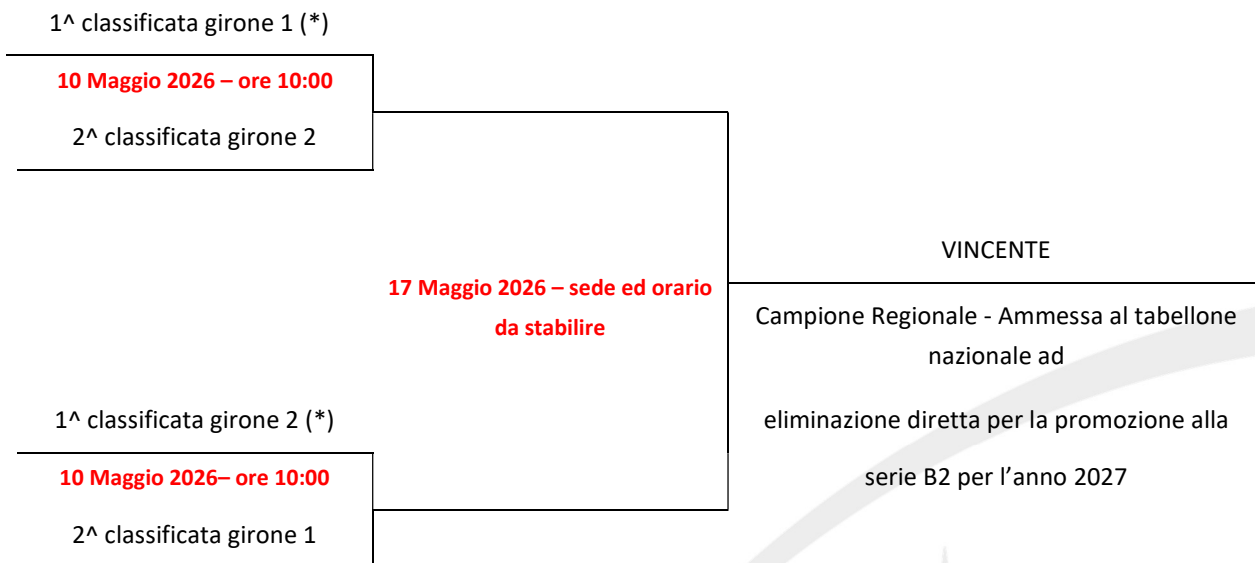 1^ classificata girone 1 (*)
10 Maggio 2026 – ore 10:00
2^ classificata girone 2
17 Maggio 2026 – sede ed orario
da stabilire
VINCENTE
Campione Regionale - Ammessa al tabellone
nazionale ad
eliminazione diretta per la promozione alla
serie B2 per l’anno 2027
1^ classificata girone 2 (*)
10 Maggio 2026– ore 10:00
2^ classificata girone 1